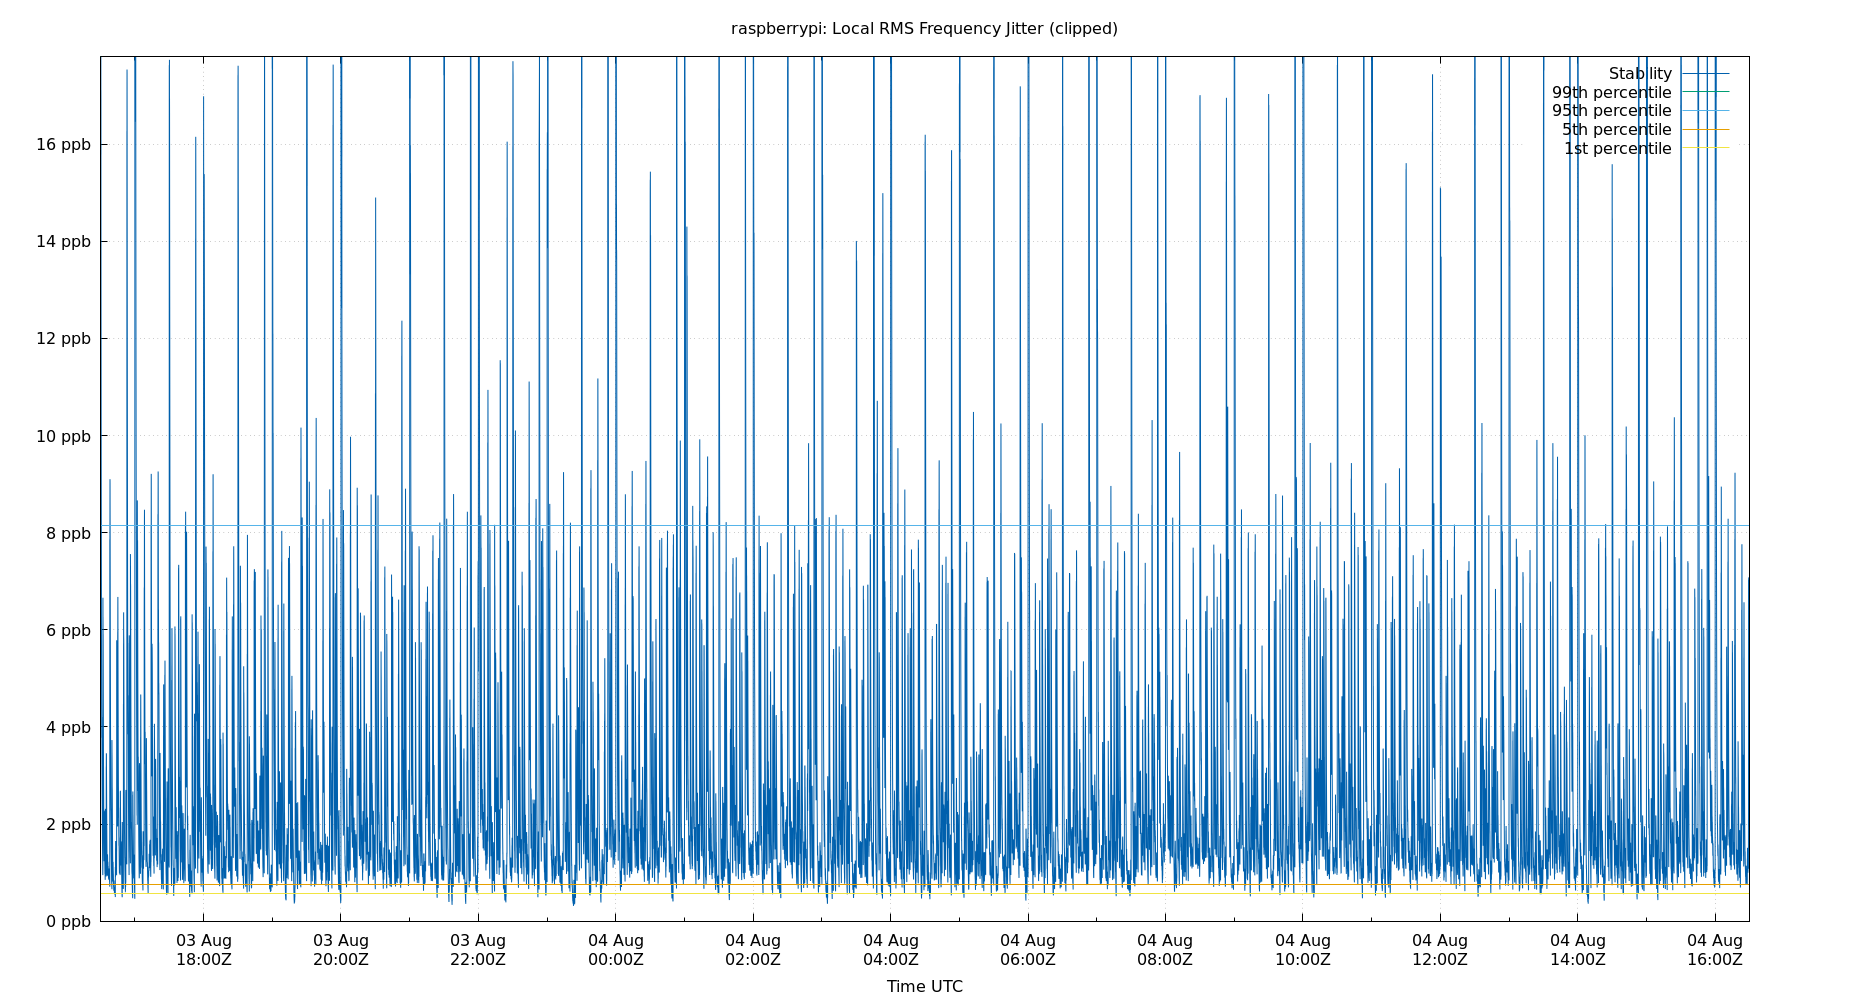 raspberrypi: Local RMS Frequency Jitter (clipped)
Stability
99th percentile
95th percentile
5th percentile
1st percentile
16 ppb
14 ppb
12 ppb
10 ppb
8 ppb
6 ppb
4 ppb
2 ppb
0 ppb
03 Aug 03 Aug 03 Aug 04 Aug 04 Aug 04 Aug 04 Aug 04 Aug 04 Aug 04 Aug 04 Aug 04 Aug
18:00Z 20:00Z 22:00Z 00:00Z 02:00Z 04:00Z 06:00Z 08:00Z 10:00Z 12:00Z 14:00Z 16:00Z
Time UTC